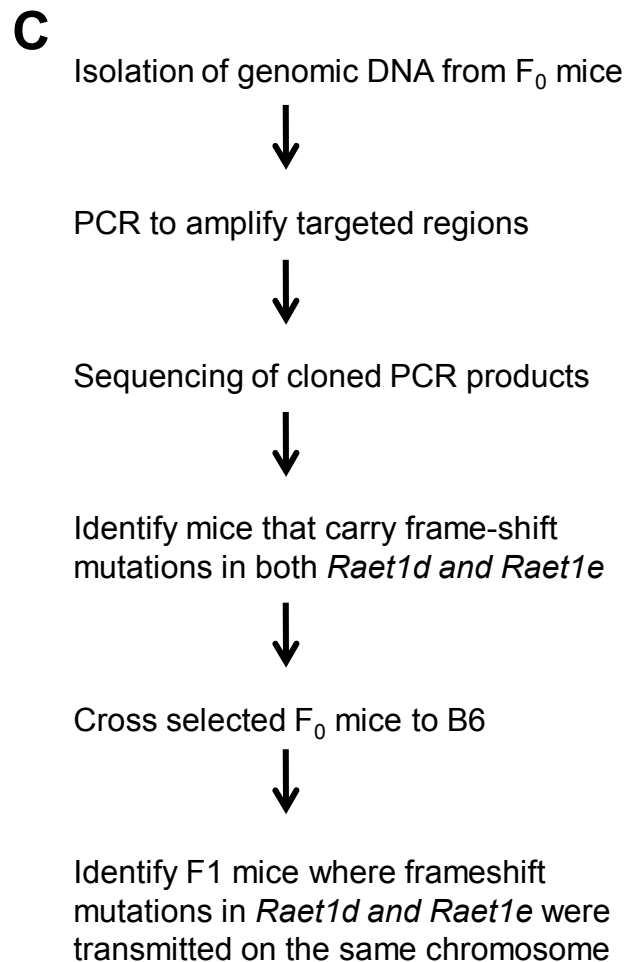 C
Isolation of genomic DNA from F₀ mice
PCR to amplify targeted regions
Sequencing of cloned PCR products
Identify mice that carry frame-shift
mutations in both Raet1d and Raet1e
Cross selected F₀ mice to B6
Identify F1 mice where frameshift
mutations in Raet1d and Raet1e were
transmitted on the same chromosome